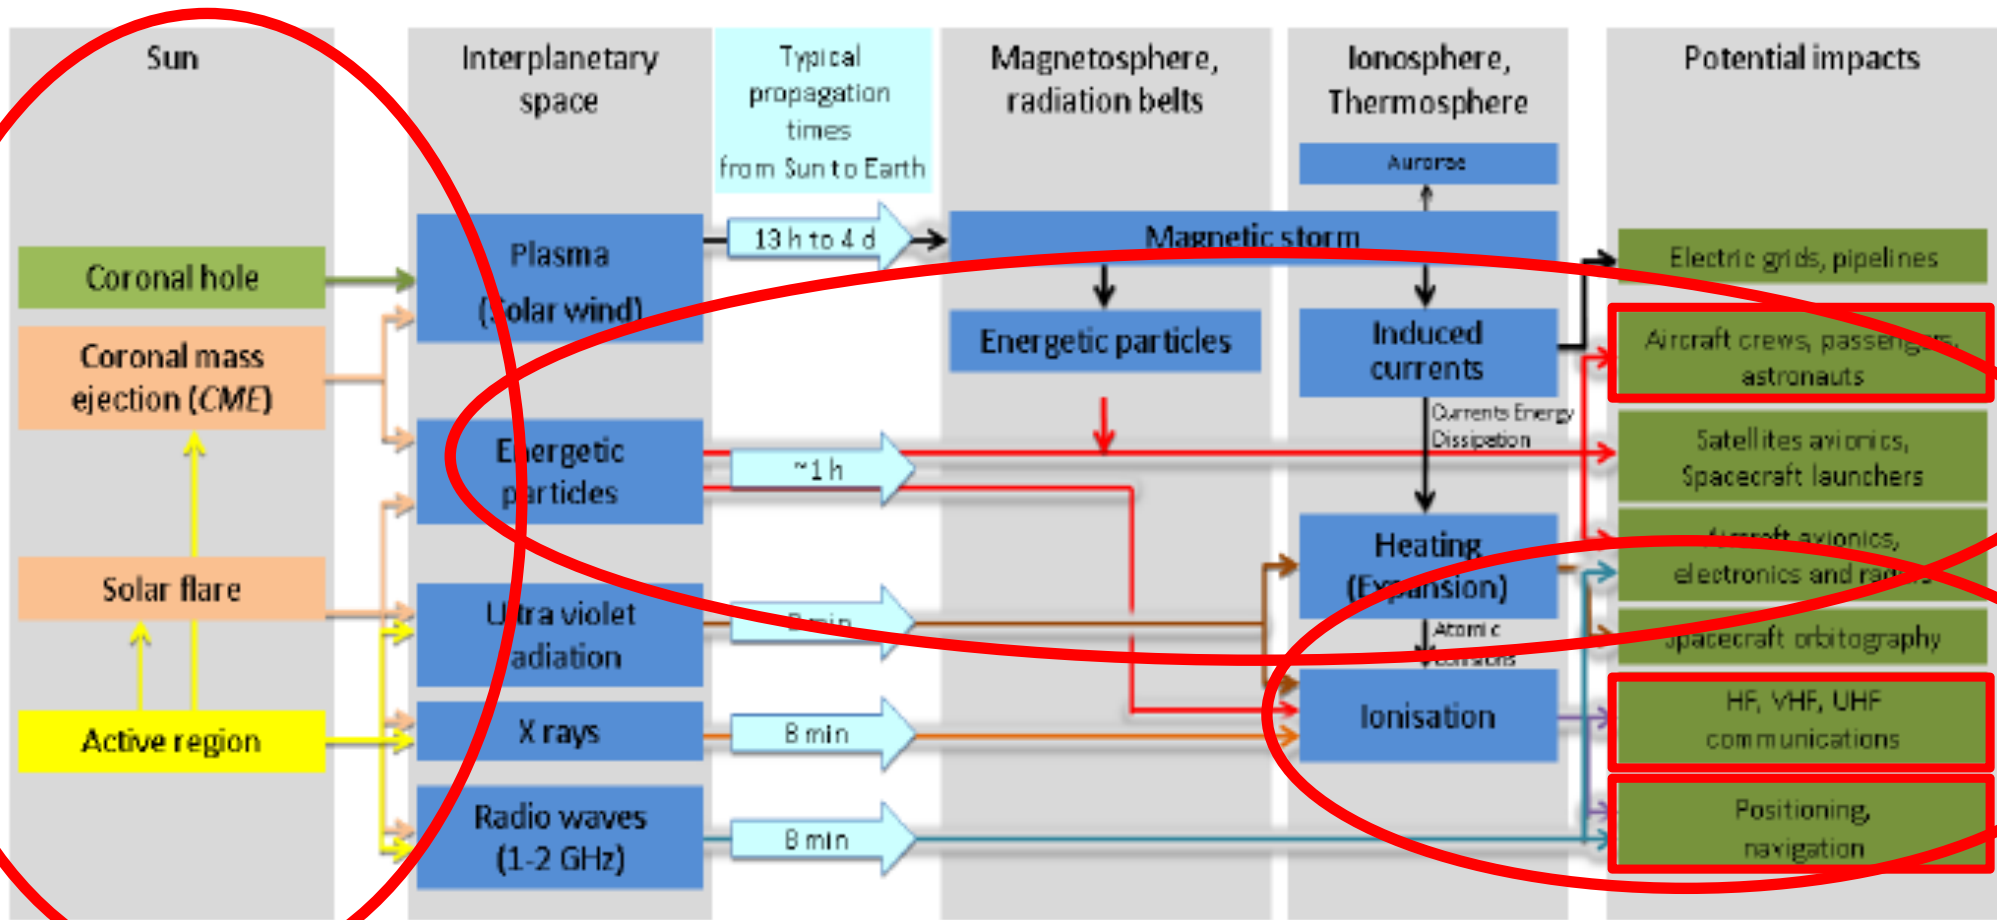 Sun
Interplanetary
space
Typical
propagation
times
from Sun to Earth
Magnetosphere,
radiation belts
Ionosphere,
Thermosphere
Potential impacts
Aurorae
Coronal hole
Coronal mass
ejection (CME)
Solar flare
Active region
Plasma
(Solar wind)
13 h to 4 d
Magnetic storm
Energetic particles
Induced
currents
Currents Energy
Dissipation
Energetic
particles
~1 h
Heating
(Expansion)
Atomic
Ultra violet
radiation
8 min
X rays
8 min
Ionisation
Radio waves
(1-2 GHz)
8 min
Electric grids, pipelines
Aircraft crews, passengers,
astronauts
Satellites avionics,
Spacecraft launchers
Aircraft avionics,
electronics and
Spacecraft orbitography
HF, VHF, UHF
communications
Positioning,
navigation